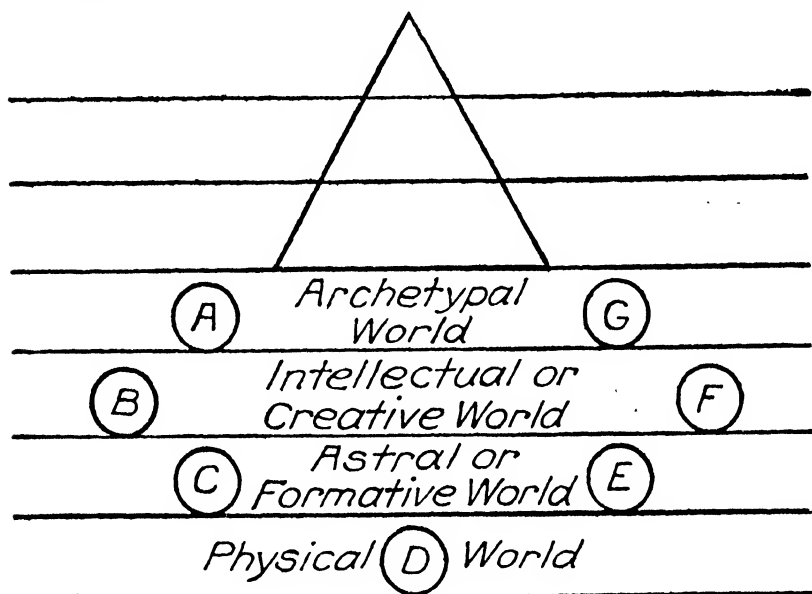 A Archetypal G
World
B Intellectual or F
Creative World
Astral or
C Formative World E
Physical D World